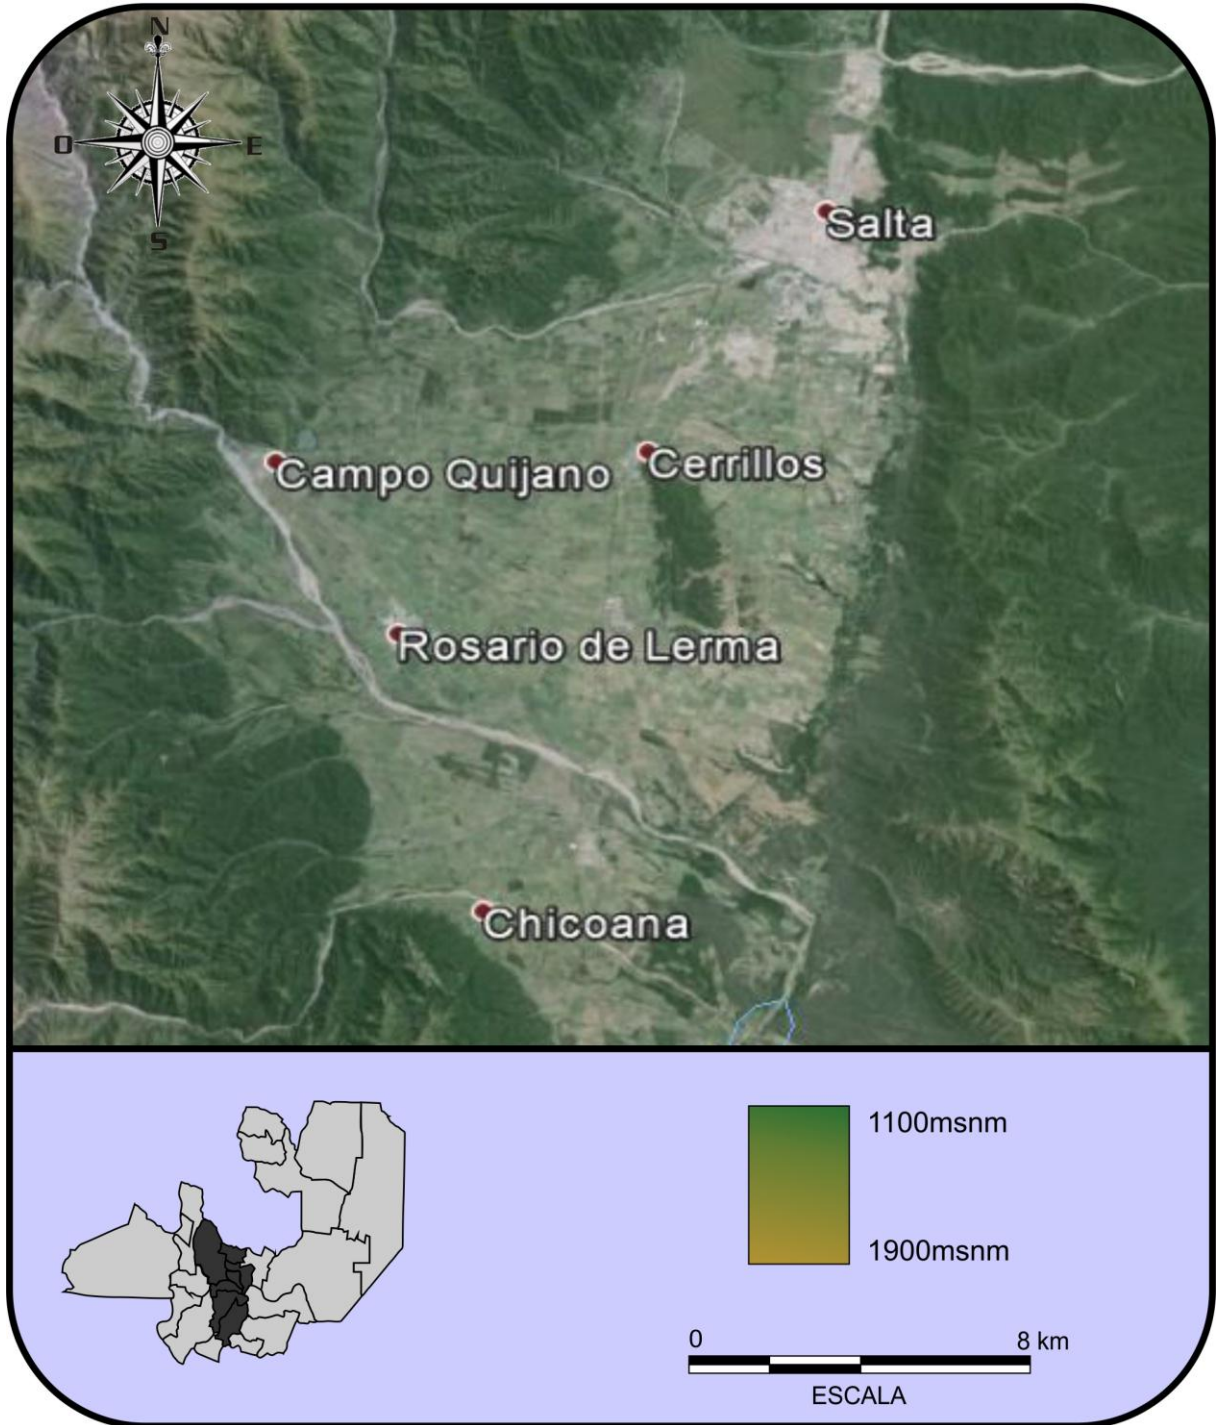 N
O
E
S
Salta
Campo Quijano
Cerrillos
Rosario de Lerma
Chicoana
1100msnm
1900msnm
0
8 km
ESCALA